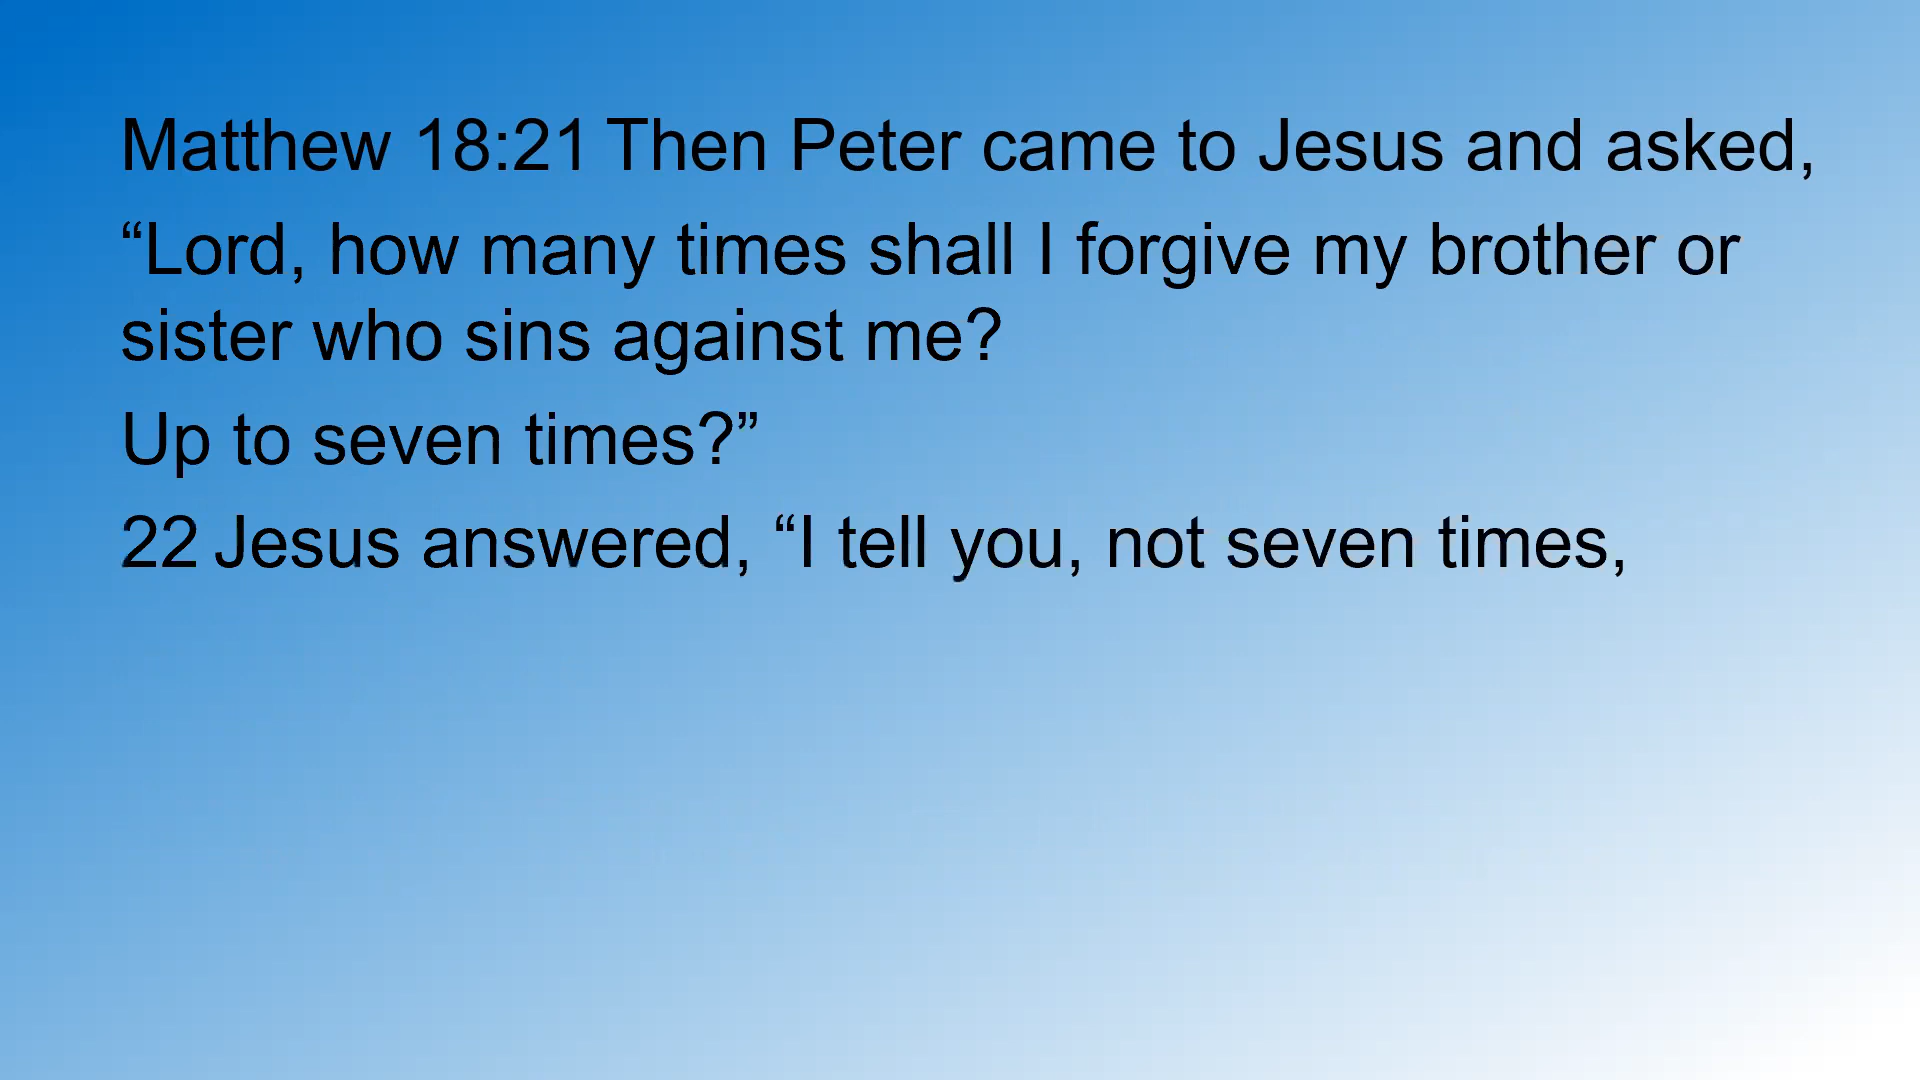 Matthew 18:21 Then Peter came to Jesus and asked,
“Lord, how many times shall I forgive my brother or
sister who sins against me?
Up to seven times?”
22 Jesus answered, “I tell you, not seven times,